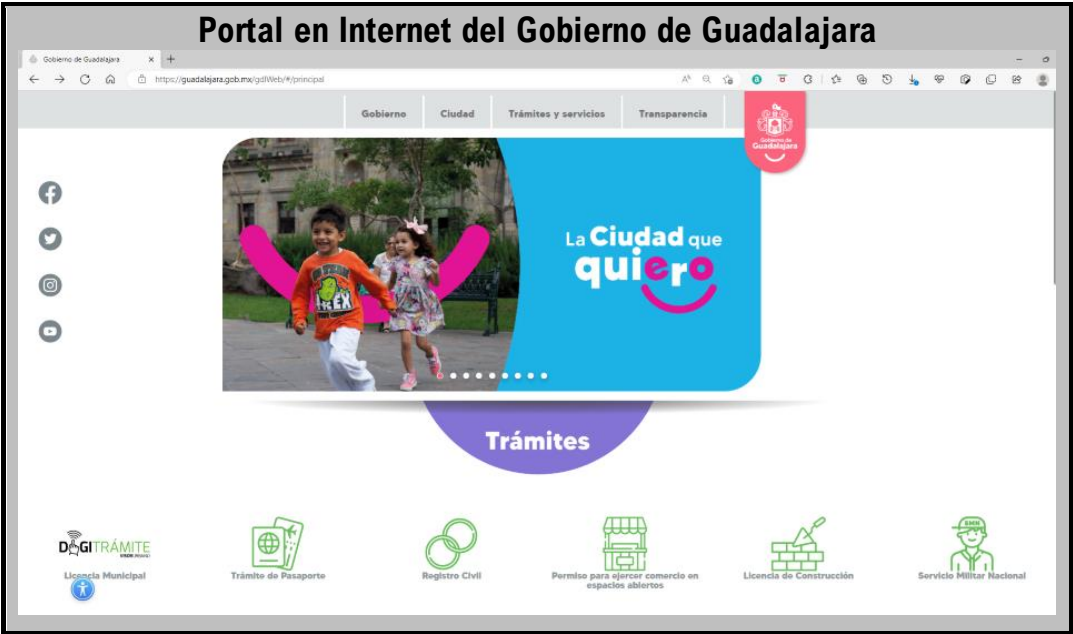 Portal en Internet del Gobierno de Guadalajara
Gobierno de Guadalajara
https://guadalajara.gob.mx/gdlWeb/#/principal
Gobierno
Ciudad
Trámites y servicios
Transparencia
Gobierno de
Guadalajara
La Ciudad que
quiero
Trámites
DIGITRÁMITE
Licencia Municipal
Trámite de Pasaporte
Registro Civil
Permiso para ejercer comercio en
espacios abiertos
Licencia de Construcción
SMN
Servicio Militar Nacional